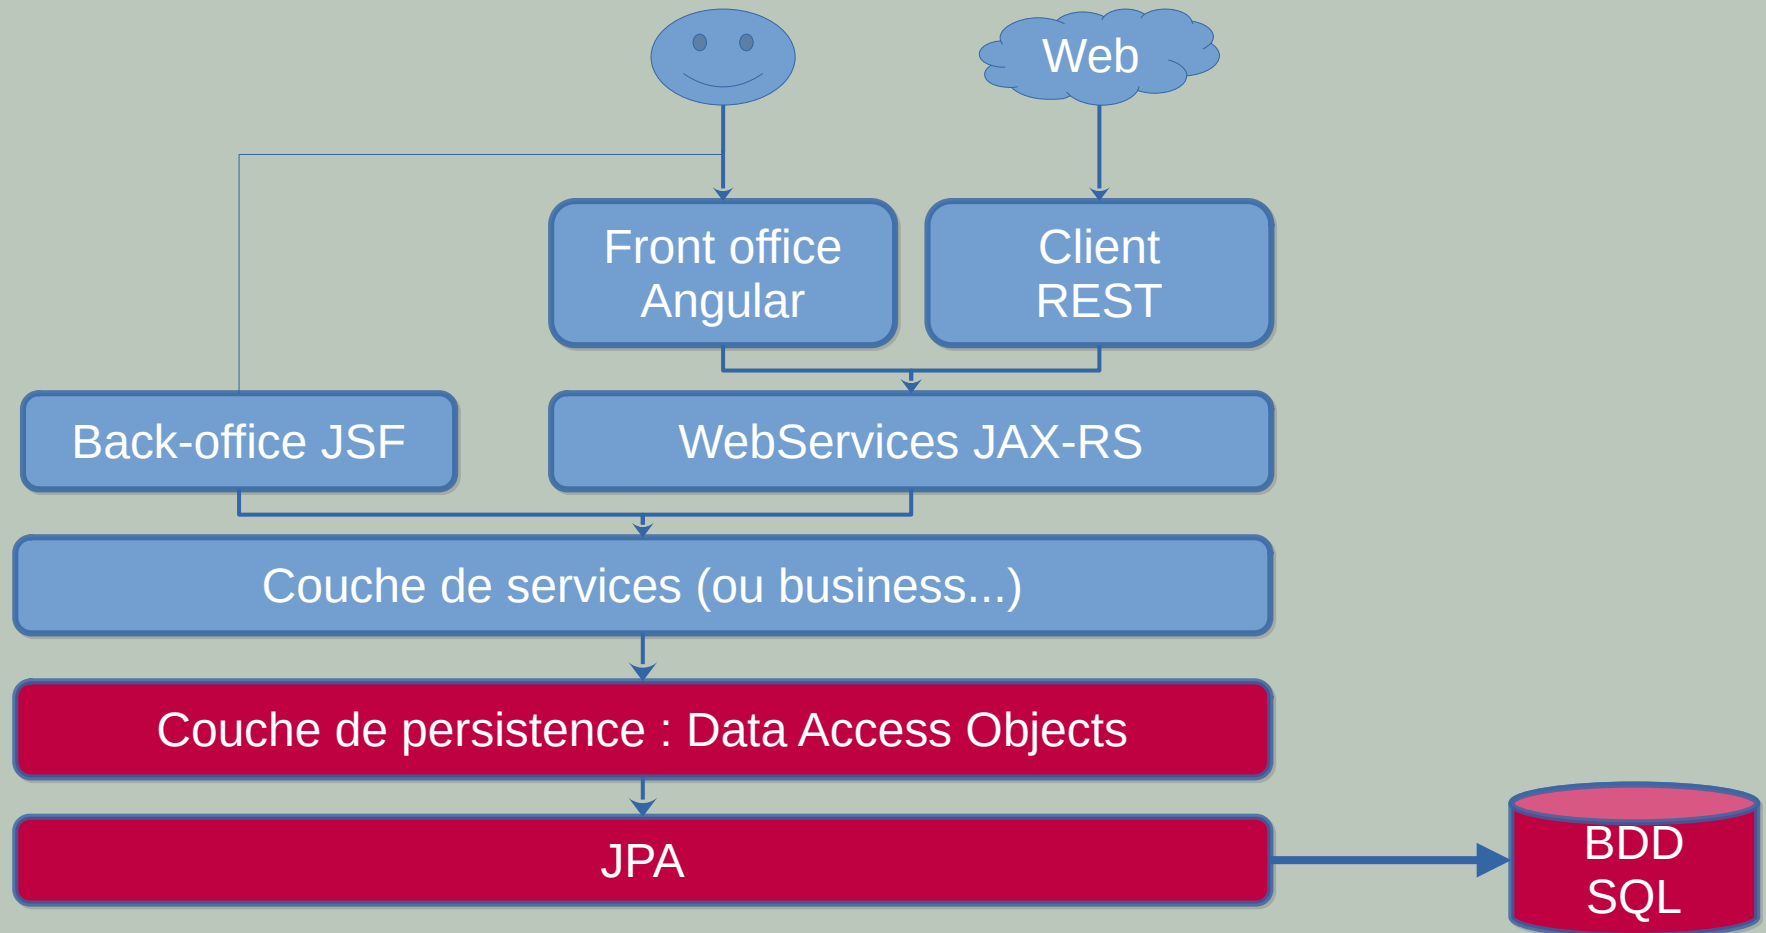 Web
Front office
Angular
Client
REST
Back-office JSF
WebServices JAX-RS
Couche de services (ou business...)
Couche de persistence : Data Access Objects
JPA
BDD
SQL